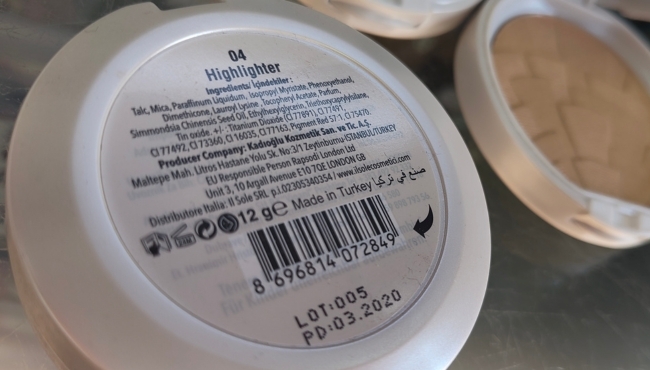 04
Highlighter
Ingredients/ İçindekiler :
Talc, Mica, Paraffinum Liquidum, Isopropyl Myristate, Phenoxyethanol,
Dimethicone, Lauroyl Lysine, Tocopheryl Acetate, Parfum,
Simmondsia Chinensis Seed Oil, Ethylhexylglycerin, Triethoxycaprylylsilane,
Tin oxide. +/-: Titanium Dioxide (CI 77891), CI 77491,
CI 77492, CI 73360, CI 16035, CI 77163, Pigment Red 57:1, CI 75470.
Producer Company: Kadıoğlu Kozmetik San. ve Tic. A.Ş.
Maltepe Mah. Litros Hastane Yolu Sk. No:3/1 Zeytinburnu-İSTANBUL/TURKEY
EU Responsible Person Rapsodi London Ltd
Unit 3, 10 Argall Avenue E10 7QE LONDON GB
Distributore Italia: Il Sole SRL p.i.02305340354 / www.ilsolecosmetici.com
12 g e Made in Turkey صنع في تركيا
8 696814 072849
LOT:005
PD:03.2020